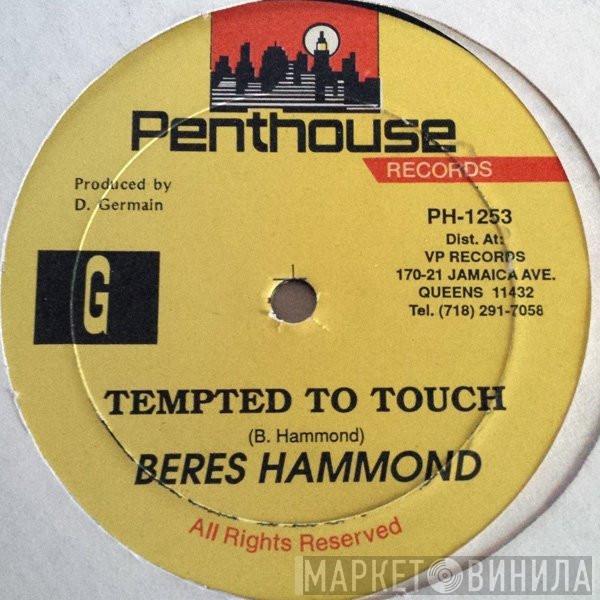 Penthouse
RECORDS
Produced by
D. Germain
PH-1253
Dist. At:
VP RECORDS
170-21 JAMAICA AVE.
QUEENS 11432
Tel. (718) 291-7058
G
TEMPTED TO TOUCH
(B. Hammond)
BERES HAMMOND
All Rights Reserved
МАРКЕТ ВИНИЛА